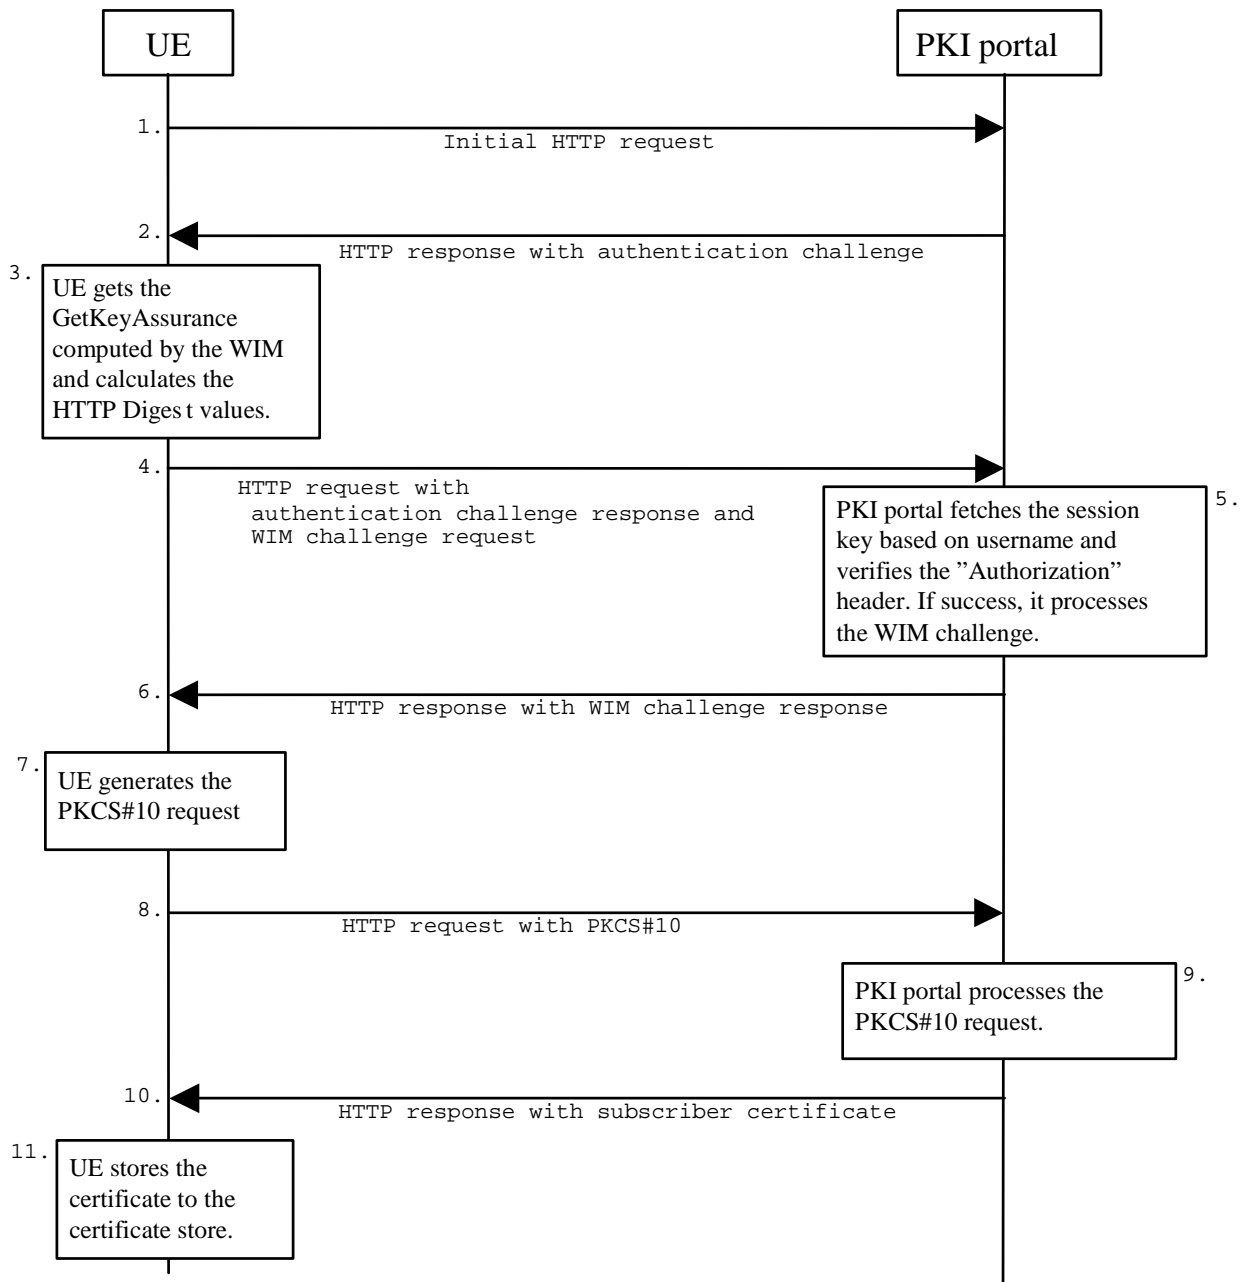 UE
PKI portal
1.
Initial HTTP request
2.
HTTP response with authentication challenge
3.
UE gets the
GetKeyAssurance
computed by the WIM
and calculates the
HTTP Digest values.
4.
HTTP request with
authentication challenge response and
WIM challenge request
5.
PKI portal fetches the session
key based on username and
verifies the ”Authorization”
header. If success, it processes
the WIM challenge.
6.
HTTP response with WIM challenge response
7.
UE generates the
PKCS#10 request
8.
HTTP request with PKCS#10
9.
PKI portal processes the
PKCS#10 request.
10.
HTTP response with subscriber certificate
11.
UE stores the
certificate to the
certificate store.